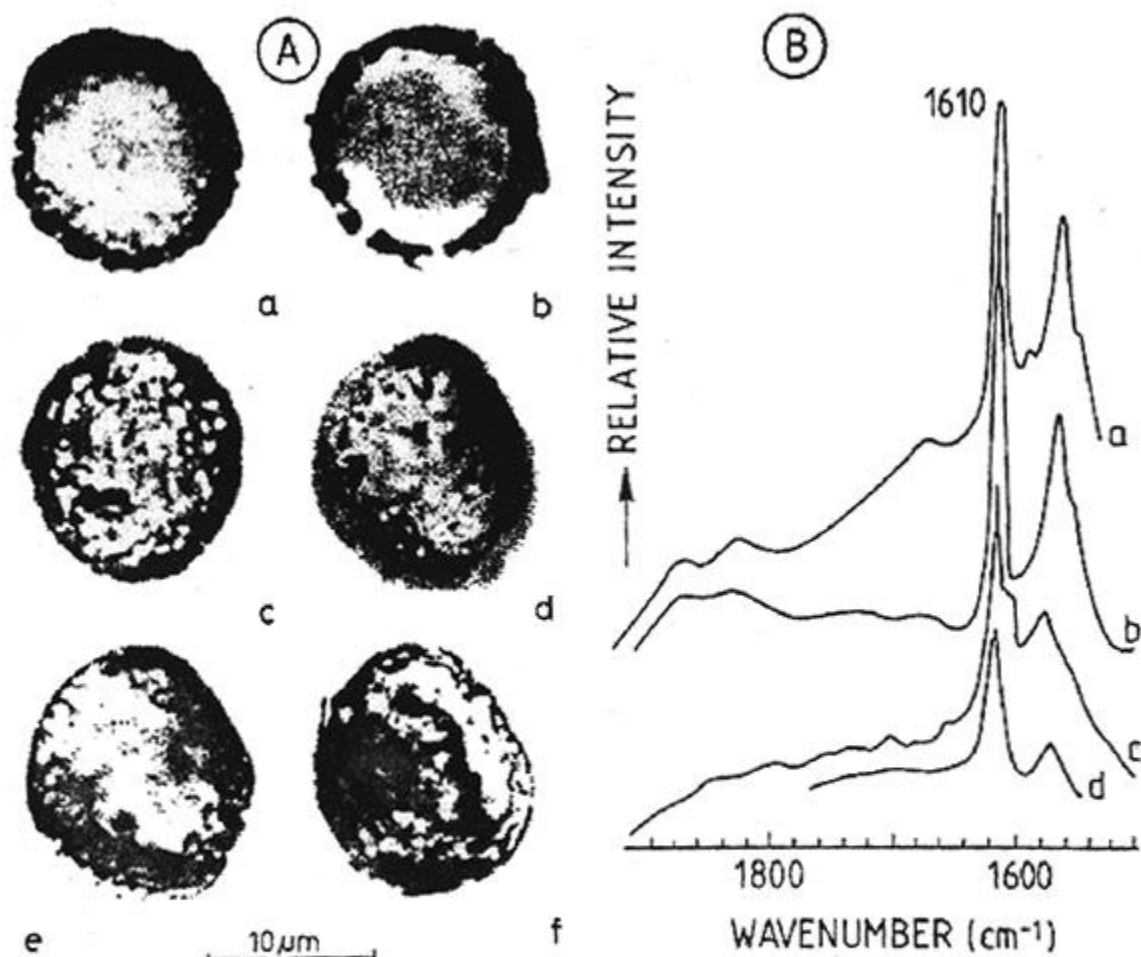 A
B
1610
RELATIVE INTENSITY
a
b
c
d
e
f
10 µm
a
b
c
d
1800
1600
WAVENUMBER (cm⁻¹)